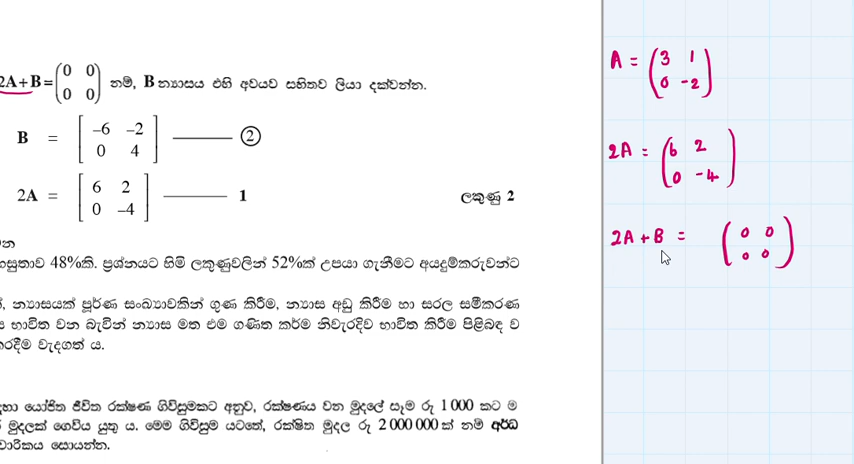 2A+B = (0 0
0 0) නම්, B න්‍යාසය එහි අවයව සහිතව ලියා දක්වන්න.
B = [ −6 −2
0 4 ] ——— ②
2A = [ 6 2
0 −4 ] ——— 1 ලකුණු 2
48%කි. ප්‍රශ්නයට හිමි ලකුණුවලින් 52%ක් උපයා ගැනීමට අයදුම්කරුවන්ට
න්‍යාසයක් පූර්ණ සංඛ්‍යාවකින් ගුණ කිරීම, න්‍යාස අඩු කිරීම හා සරල සමීකරණ
භාවිත වන බැවින් න්‍යාස මත එම ගණිත කර්ම නිවැරදිව භාවිත කිරීම පිළිබඳ ව
වැදගත් ය.
යෝජිත ජීවිත රක්ෂණ ගිවිසුමකට අනුව, රක්ෂණය වන මුදලේ සෑම රු 1000 කට ම
මුදලක් ගෙවිය යුතු ය. මෙම ගිවිසුම යටතේ, රක්ෂිත මුදල රු 2 000 000ක් නම් අර්ධ
වාරිකය සොයන්න.
A = (3 1
0 -2)
2A = (6 2
0 -4)
2A + B = (0 0
0 0)